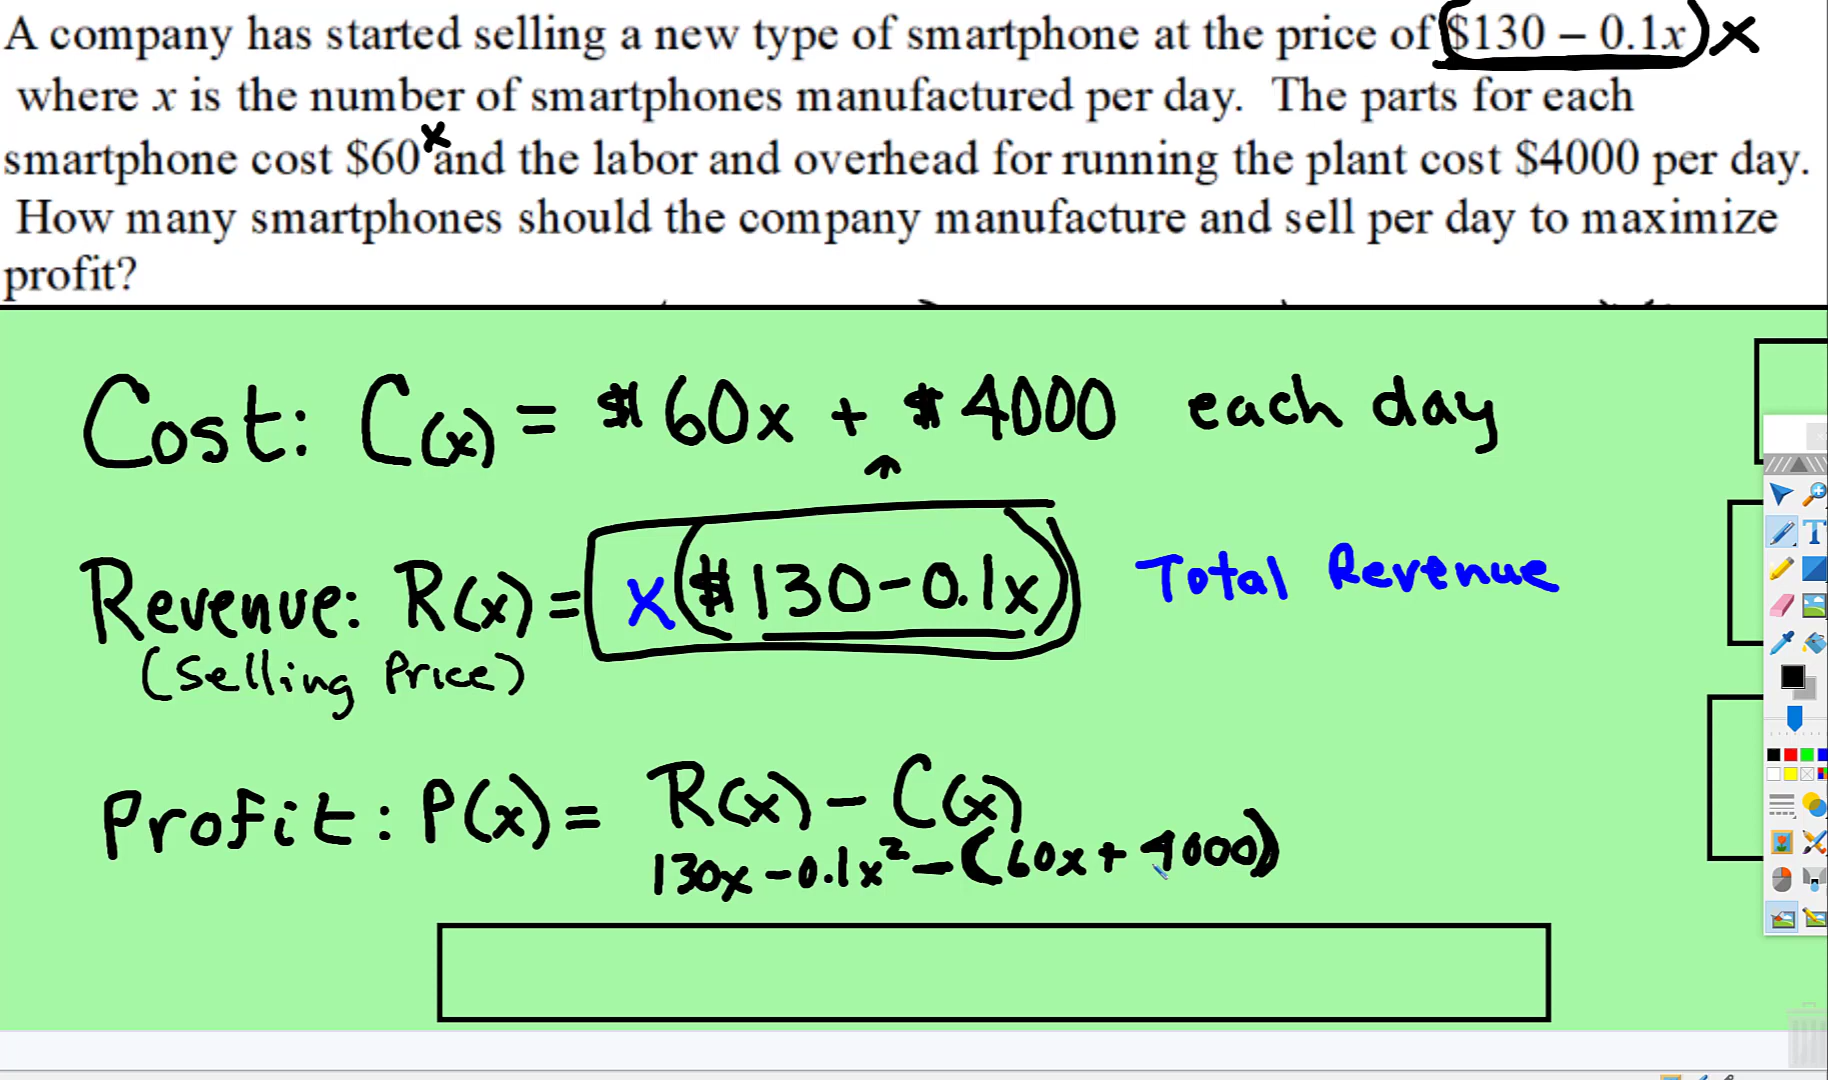 A company has started selling a new type of smartphone at the price of ($130 – 0.1x) x
where x is the number of smartphones manufactured per day. The parts for each
smartphone cost $60 x and the labor and overhead for running the plant cost $4000 per day.
How many smartphones should the company manufacture and sell per day to maximize
profit?
Cost: C(x) = $60x + $4000 each day
Revenue: R(x) = x($130-0.1x) Total Revenue
(Selling Price)
Profit: P(x) = R(x) - C(x)
130x - 0.1x² - (60x + 4000)
T